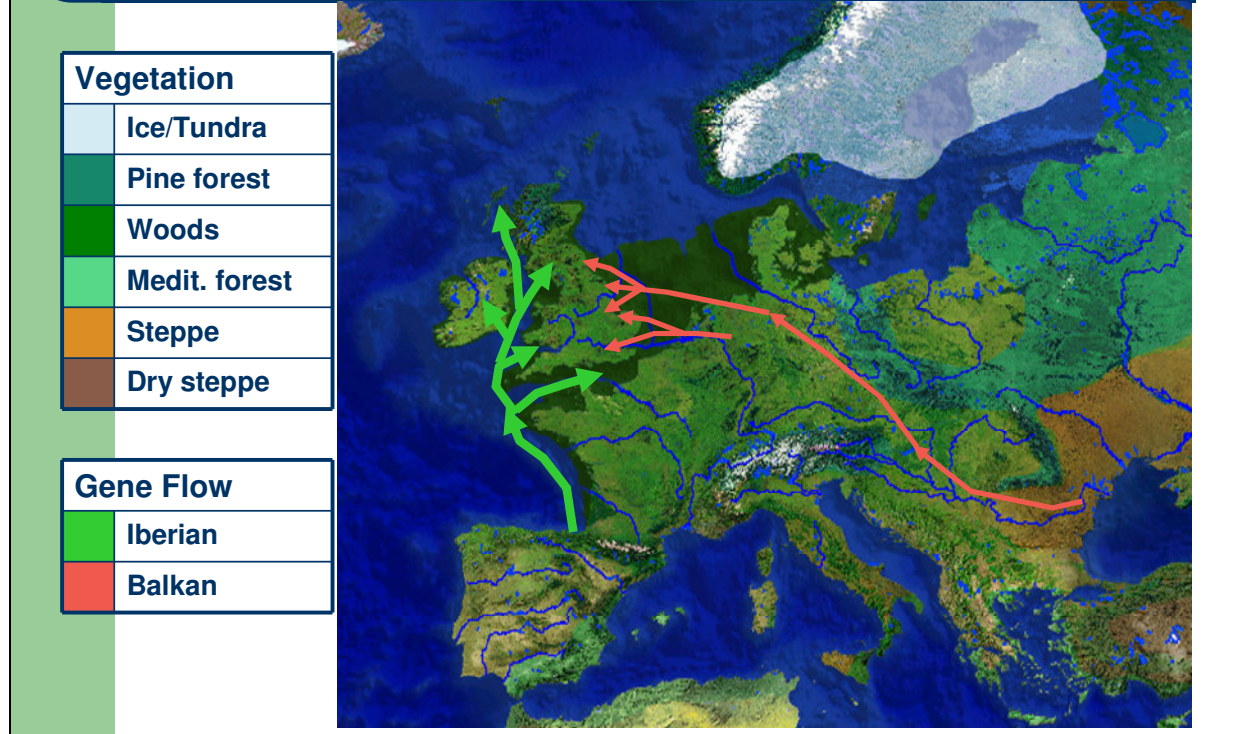 Vegetation
Ice/Tundra
Pine forest
Woods
Medit. forest
Steppe
Dry steppe
Gene Flow
Iberian
Balkan